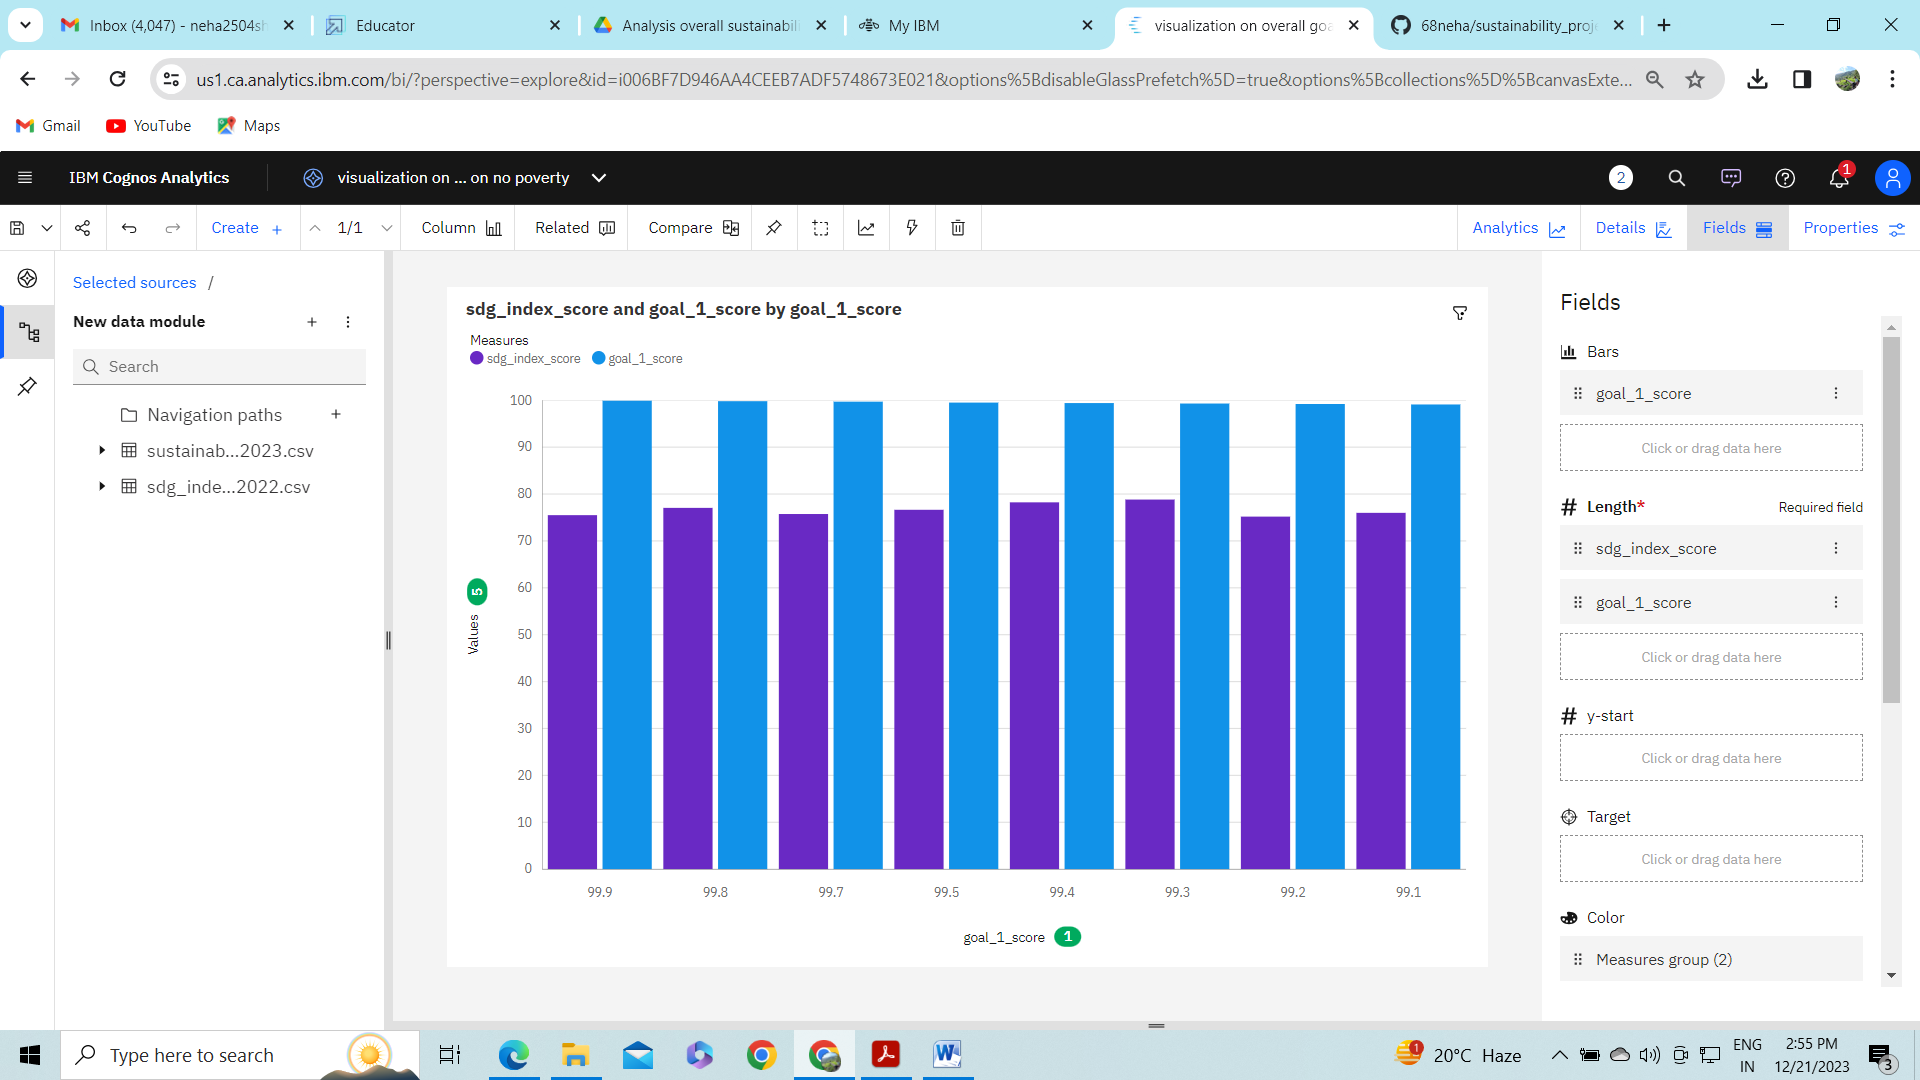 Inbox (4,047) - neha2504sh
Educator
Analysis overall sustainabili
My IBM
visualization on overall goa
68neha/sustainability_proj
us1.ca.analytics.ibm.com/bi/?perspective=explore&id=i006BF7D946AA4CEEB7ADF5748673E021&options%5BdisableGlassPrefetch%5D=true&options%5Bcollections%5D%5BcanvasExte...
Gmail
YouTube
Maps
IBM Cognos Analytics
visualization on ... on no poverty
2
1
Create +
1/1
Column
Related
Compare
Analytics
Details
Fields
Properties
Selected sources /
New data module
Search
Navigation paths
sustainab...2023.csv
sdg_inde...2022.csv
sdg_index_score and goal_1_score by goal_1_score
Measures
sdg_index_score goal_1_score
100
90
80
70
60
50
40
30
20
10
0
Values 5
99.9 99.8 99.7 99.5 99.4 99.3 99.2 99.1
goal_1_score 1
Fields
Bars
goal_1_score
Click or drag data here
# Length* Required field
sdg_index_score
goal_1_score
Click or drag data here
# y-start
Click or drag data here
Target
Click or drag data here
Color
Measures group (2)
Type here to search
1
20°C Haze
ENG
IN
2:55 PM
12/21/2023
3